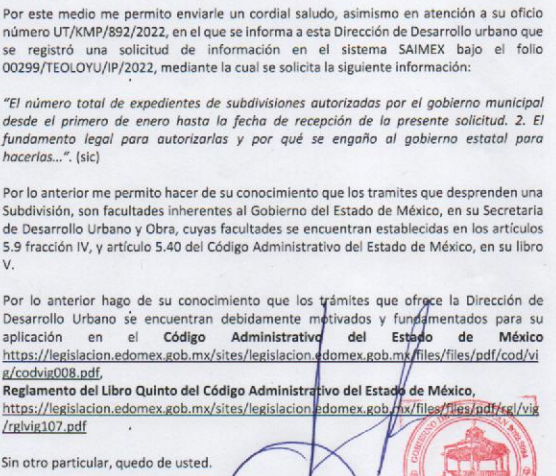 Por este medio me permito enviarle un cordial saludo, asimismo en atención a su oficio
número UT/KMP/892/2022, en el que se informa a esta Dirección de Desarrollo urbano que
se registró una solicitud de información en el sistema SAIMEX bajo el folio
00299/TEOLOYU/IP/2022, mediante la cual se solicita la siguiente información:
"El número total de expedientes de subdivisiones autorizadas por el gobierno municipal
desde el primero de enero hasta la fecha de recepción de la presente solicitud. 2. El
fundamento legal para autorizarlas y por qué se engaño al gobierno estatal para
hacerlas...". (sic)
Por lo anterior me permito hacer de su conocimiento que los tramites que desprenden una
Subdivisión, son facultades inherentes al Gobierno del Estado de México, en su Secretaria
de Desarrollo Urbano y Obra, cuyas facultades se encuentran establecidas en los artículos
5.9 fracción IV, y artículo 5.40 del Código Administrativo del Estado de México, en su libro
V.
Por lo anterior hago de su conocimiento que los trámites que ofrece la Dirección de
Desarrollo Urbano se encuentran debidamente motivados y fundamentados para su
aplicación en el Código Administrativo del Estado de México
https://legislacion.edomex.gob.mx/sites/legislacion.edomex.gob.mx/files/files/pdf/cod/vi
g/codvig008.pdf,
Reglamento del Libro Quinto del Código Administrativo del Estado de México,
https://legislacion.edomex.gob.mx/sites/legislacion.edomex.gob.mx/files/files/pdf/rgl/vig
/rglvig107.pdf
Sin otro particular, quedo de usted.